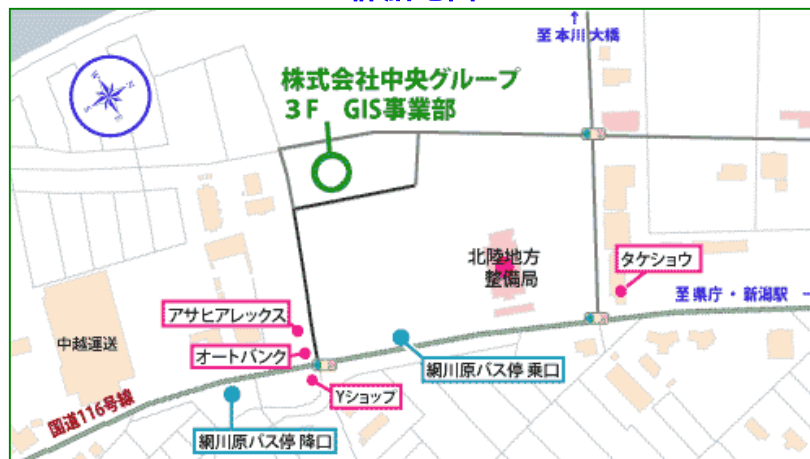 至本川大橋
株式会社中央グループ
３Ｆ　GIS事業部
北陸地方
整備局
タケショウ
至県庁・新潟駅
アサヒアレックス
中越運送
オートバンク
網川原バス停 乗口
Yショップ
国道116号線
網川原バス停 降口